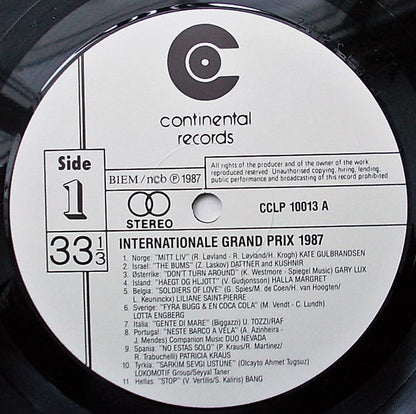 continental
records
Side
1
33 1/3
BIEM/ncb Ⓟ 1987
All rights of the producer and of the owner of the work
reproduced reserved. Unauthorised copying, hiring, lending,
public performance and broadcasting of this record prohibited
STEREO
CCLP 10013 A
INTERNATIONALE GRAND PRIX 1987
1. Norge: "MITT LIV" (R. Løvland - R. Løvland/H. Krogh) KATE GULBRANDSEN
2. Israel: "THE BUMS" (Z. Laskov) DATTNER and KUSHNIR
3. Østerrike: "DON'T TURN AROUND" (K. Westmore - Spiegel Music) GARY LUX
4. Island: "HAEGT OG HLJOTT" (V. Gudjonsson) HALLA MARGRET
5. Belgia: "SOLDIERS OF LOVE" (G. Spies/M. de Coen/H. van Hoogten/
L. Keuninckx) LILIANE SAINT-PIERRE
6. Sverige: "FYRA BUGG & EN COCA COLA" (M. Vendt - C. Lundh)
LOTTA ENGBERG
7. Italia: "GENTE DI MARE" (Biggazzi) U. TOZZI/RAF
8. Portugal: "NESTE BARCO A VÉLA" (A. Azinheira -
J. Mendes) Companion Music DUO NEVADA
9. Spania: "NO ESTAS SOLO" (P. Kraus/R. Martinez/
R. Trabuchelli) PATRICIA KRAUS
10. Tyrkia: "SARKIM SEVGI USTUNE" (Olcayto Ahmet Tugsuz)
LOKOMOTIF Group/Seyyal Taner
11. Hellas: "STOP" (V. Vertilis/S. Kaliris) BANG